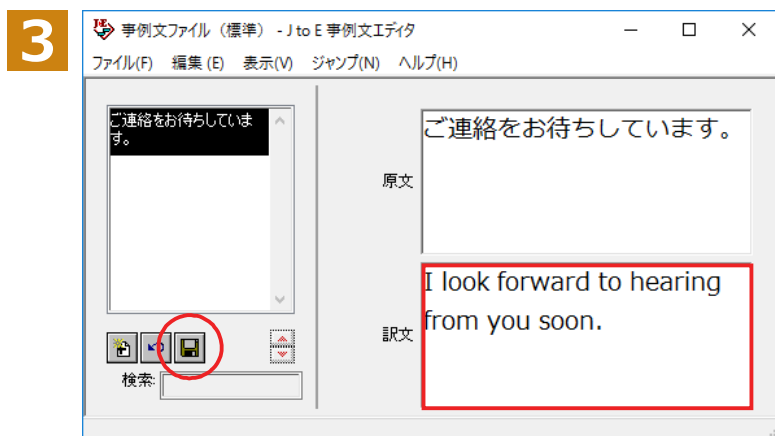 3
事例文ファイル（標準） - J to E 事例文エディタ
ファイル(F) 編集(E) 表示(V) ジャンプ(N) ヘルプ(H)
ご連絡をお待ちしていま
す。
原文
ご連絡をお待ちしています。
訳文
I look forward to hearing
from you soon.
検索: